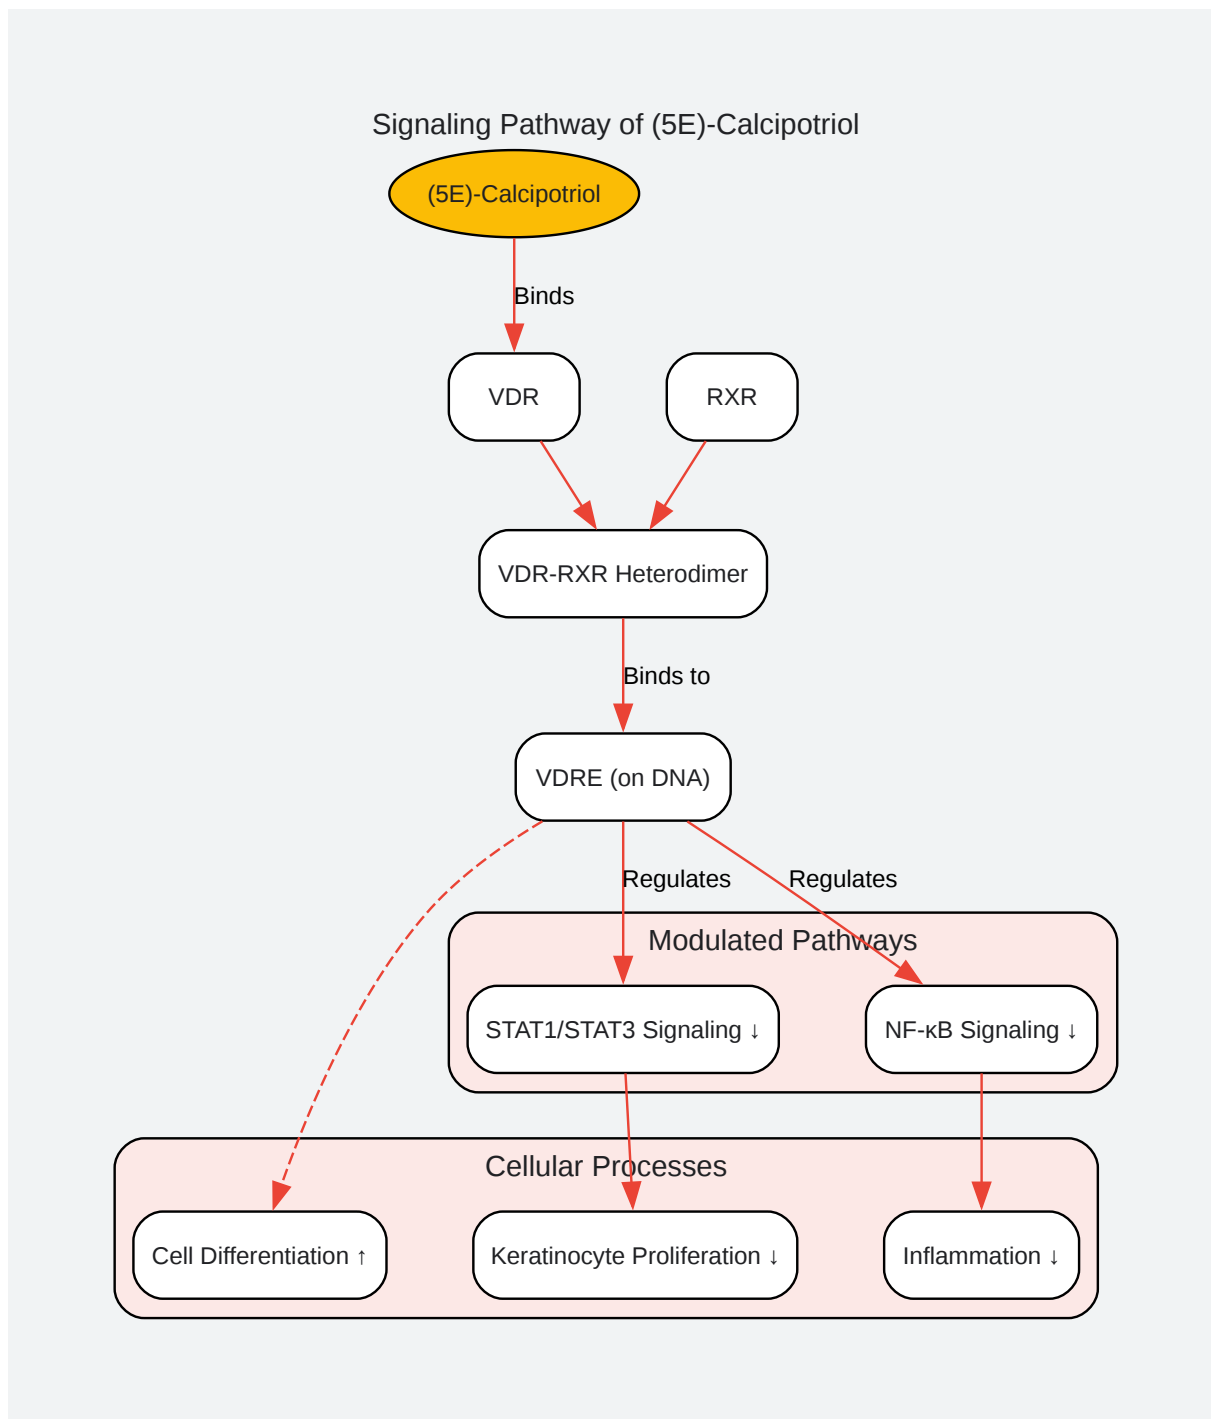 Signaling Pathway of (5E)-Calcipotriol
(5E)-Calcipotriol
Binds
VDR
RXR
VDR-RXR Heterodimer
Binds to
VDRE (on DNA)
Regulates
Regulates
Modulated Pathways
STAT1/STAT3 Signaling ↓
NF-κB Signaling ↓
Cellular Processes
Cell Differentiation ↑
Keratinocyte Proliferation ↓
Inflammation ↓